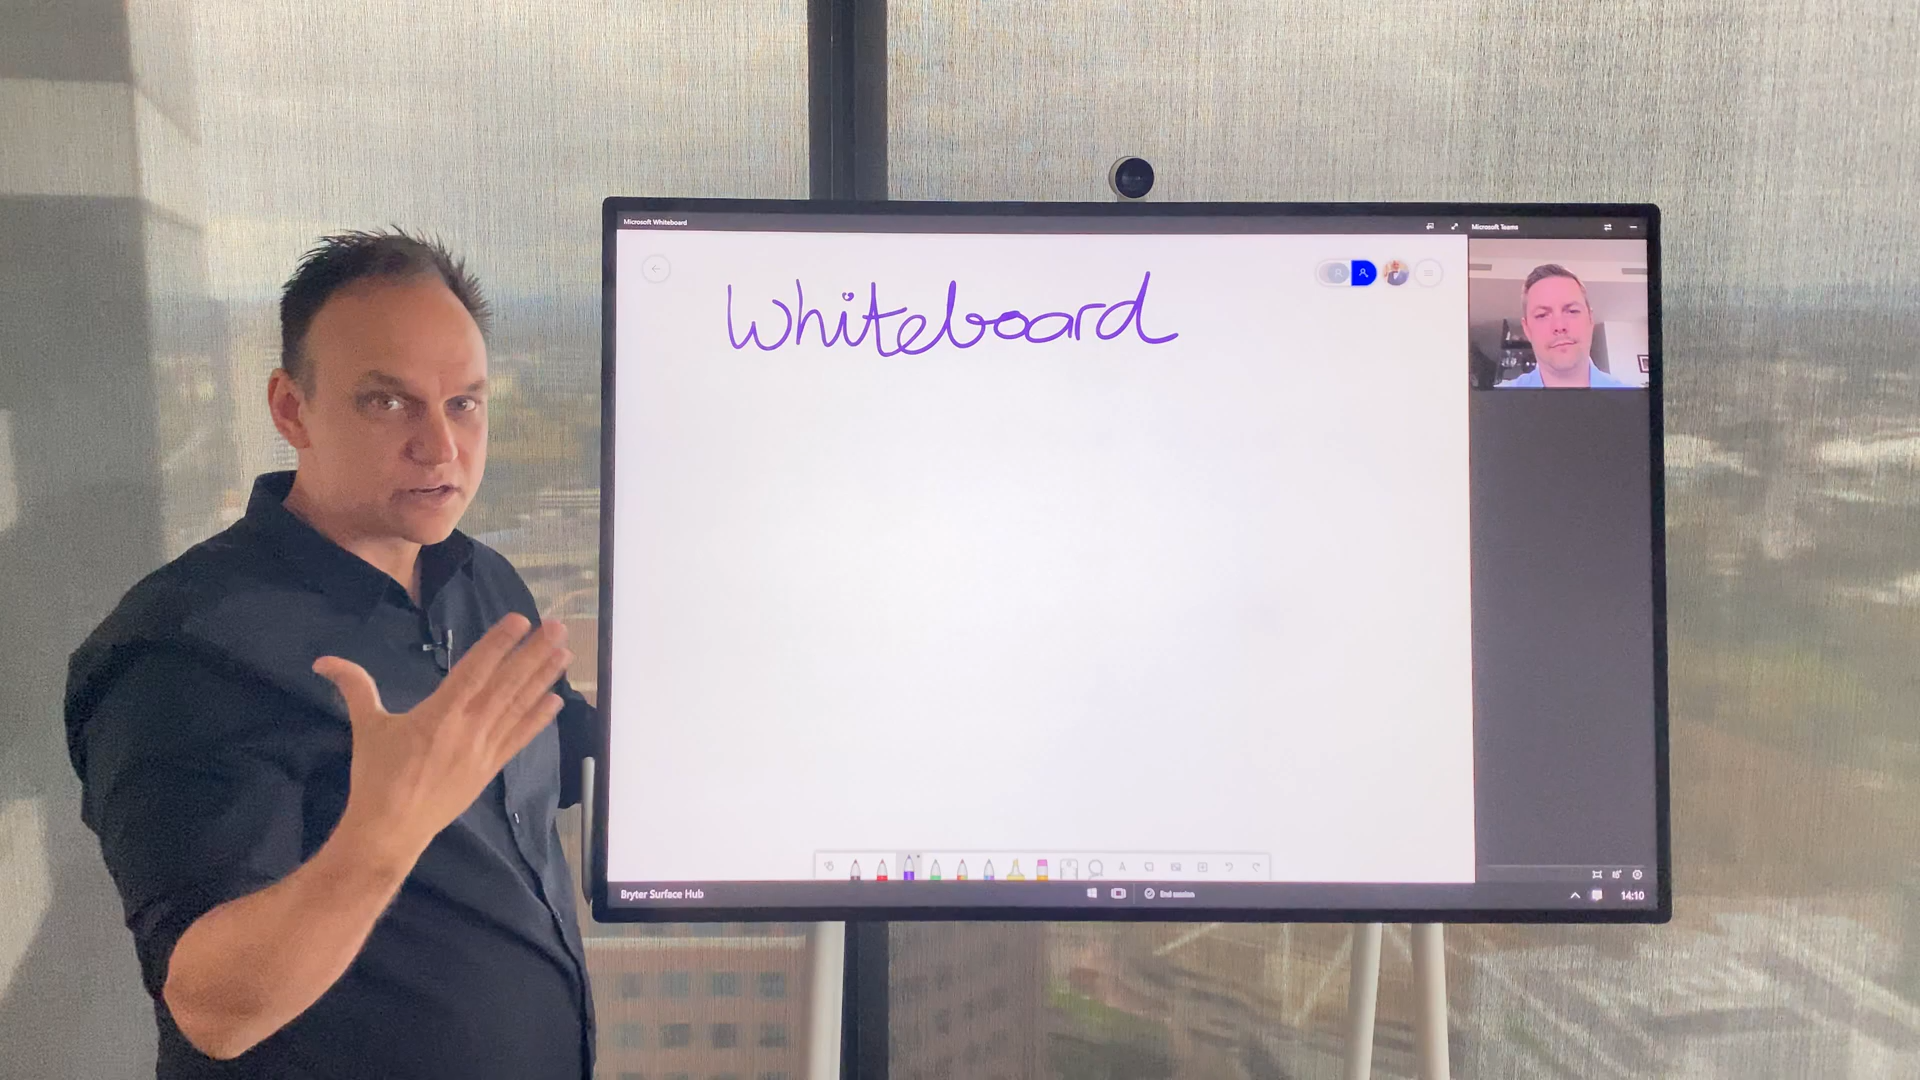 Microsoft Whiteboard
Microsoft Teams
Whiteboard
A
Bryter Surface Hub
End session
14:10